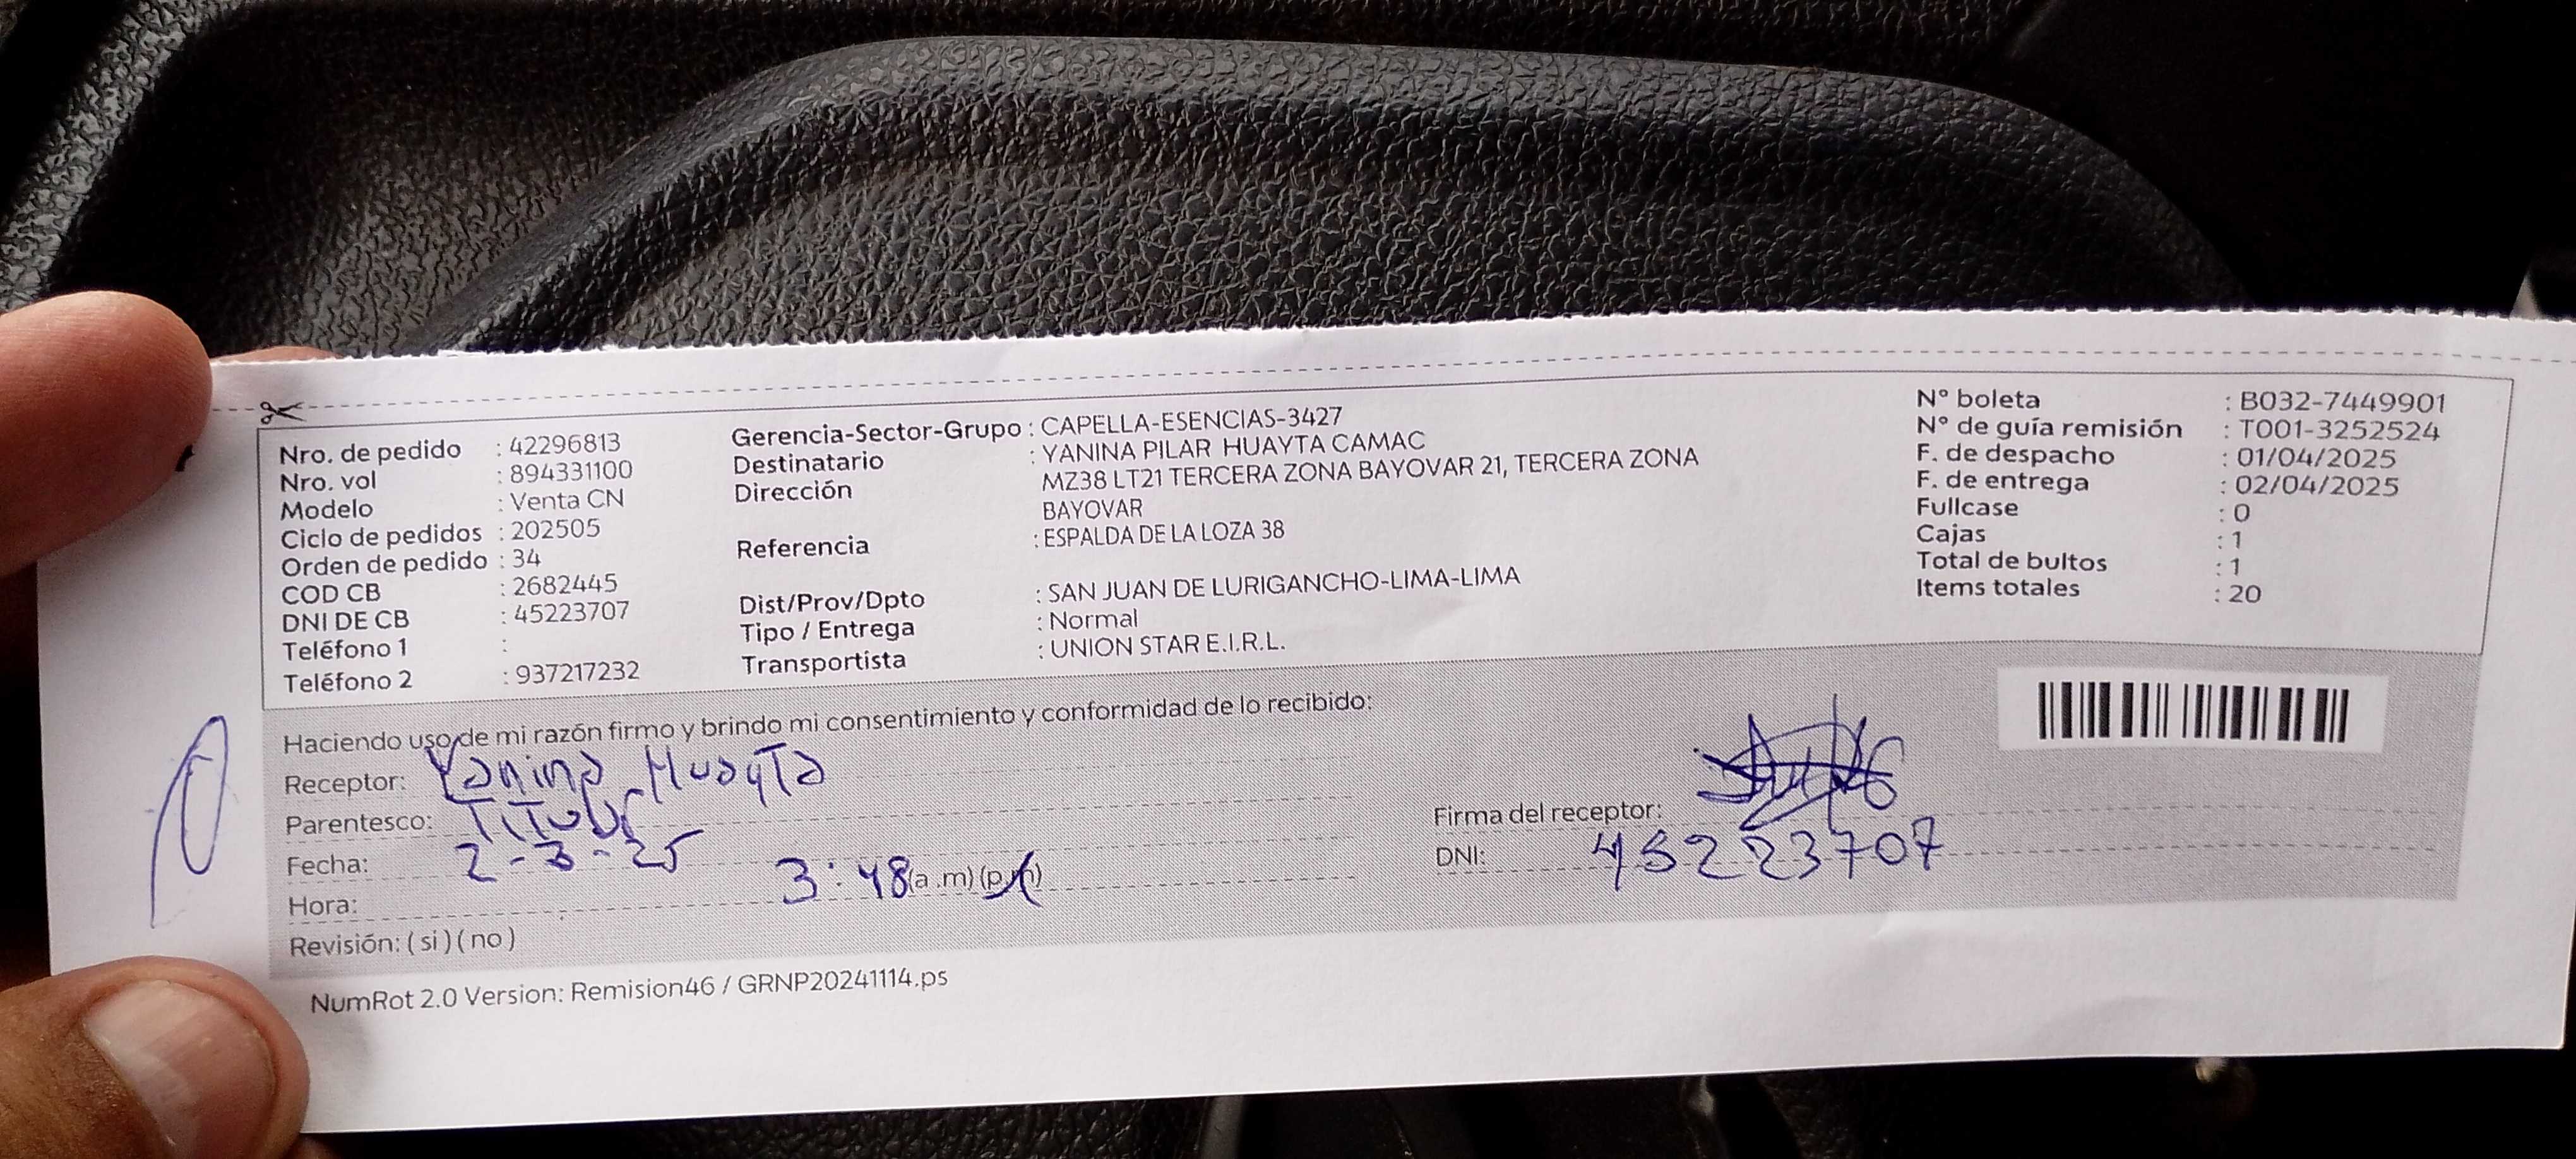 Nro. de pedido : 42296813
Nro. vol : 894331100
Modelo : Venta CN
Ciclo de pedidos : 202505
Orden de pedido : 34
COD CB : 2682445
DNI DE CB : 45223707
Teléfono 1 :
Teléfono 2 : 937217232
Gerencia-Sector-Grupo : CAPELLA-ESENCIAS-3427
Destinatario : YANINA PILAR HUAYTA CAMAC
Dirección MZ38 LT21 TERCERA ZONA BAYOVAR 21, TERCERA ZONA
BAYOVAR
Referencia : ESPALDA DE LA LOZA 38
Dist/Prov/Dpto : SAN JUAN DE LURIGANCHO-LIMA-LIMA
Tipo / Entrega : Normal
Transportista : UNION STAR E.I.R.L.
N° boleta : B032-7449901
N° de guía remisión : T001-3252524
F. de despacho : 01/04/2025
F. de entrega : 02/04/2025
Fullcase : 0
Cajas : 1
Total de bultos : 1
Items totales : 20
Haciendo uso de mi razón firmo y brindo mi consentimiento y conformidad de lo recibido:
Receptor: Yanina Huayta
Parentesco: Titular
Fecha: 2-3-25
Hora: 3:48 (a.m) (p.m)
Revisión: ( si ) ( no )
Firma del receptor:
DNI: 45223707
NumRot 2.0 Version: Remision46 / GRNP20241114.ps